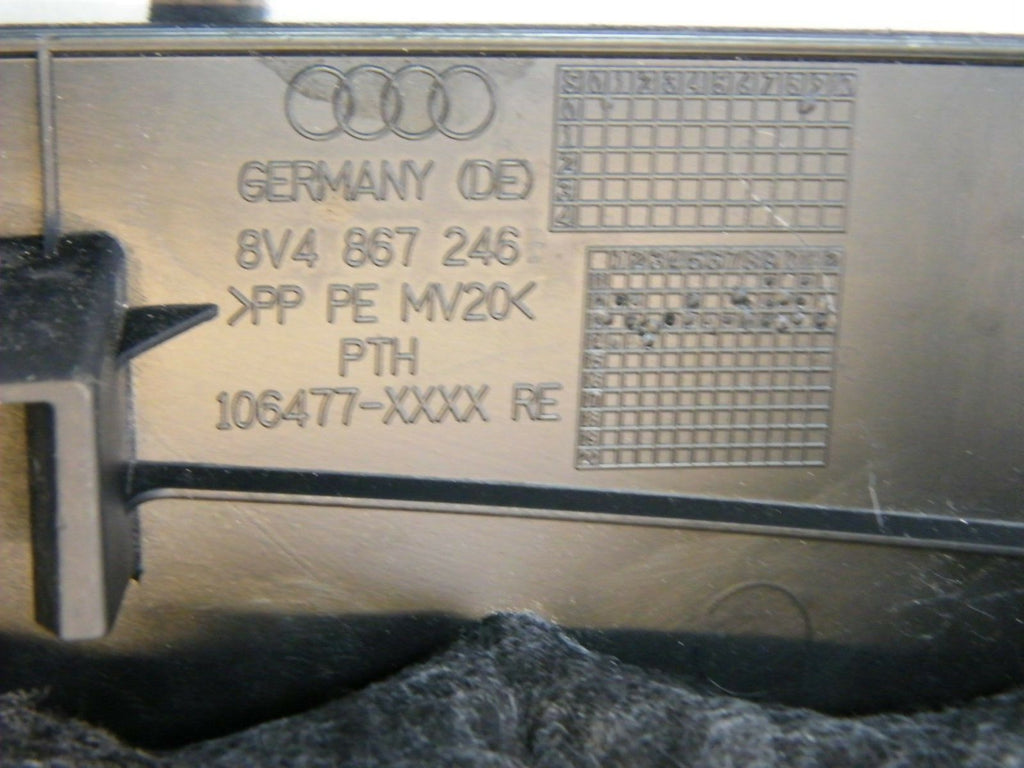 GERMANY (DE)
8V4 867 246
>PP PE MV20<
PTH
106477-XXXX RE